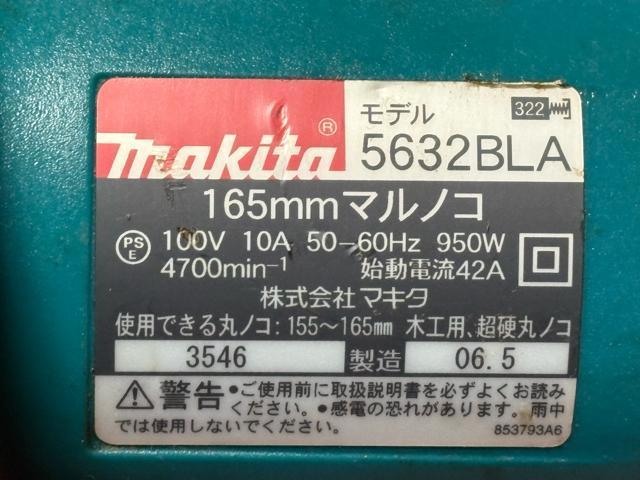 makita®
モデル 322
5632BLA
165mmマルノコ
PSE 100V 10A 50-60Hz 950W
4700min-1 始動電流42A
株式会社マキタ
使用できる丸ノコ:155～165mm 木工用、超硬丸ノコ
3546 製造 06.5
警告 ●ご使用前に取扱説明書を必ずよくお読み
ください。●感電の恐れがあります。雨中
では使用しないでください。
853793A6